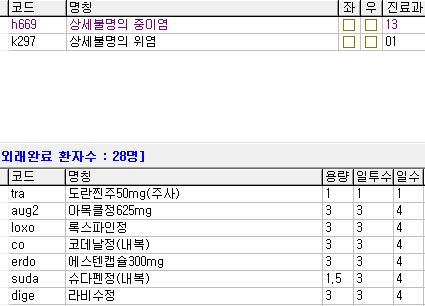 코드 명칭 좌 우 진료과
h669 상세불명의 중이염 13
k297 상세불명의 위염 01
외래완료 환자수 : 28명]
코드 명칭 용량 일투수 일수
tra 도란찐주50mg(주사) 1 1 1
aug2 아목클정625mg 3 3 4
loxo 록스파인정 3 3 4
co 코데날정(내복) 3 3 4
erdo 에스텐캡슐300mg 3 3 4
suda 슈다펜정(내복) 1.5 3 4
dige 라비수정 3 3 4